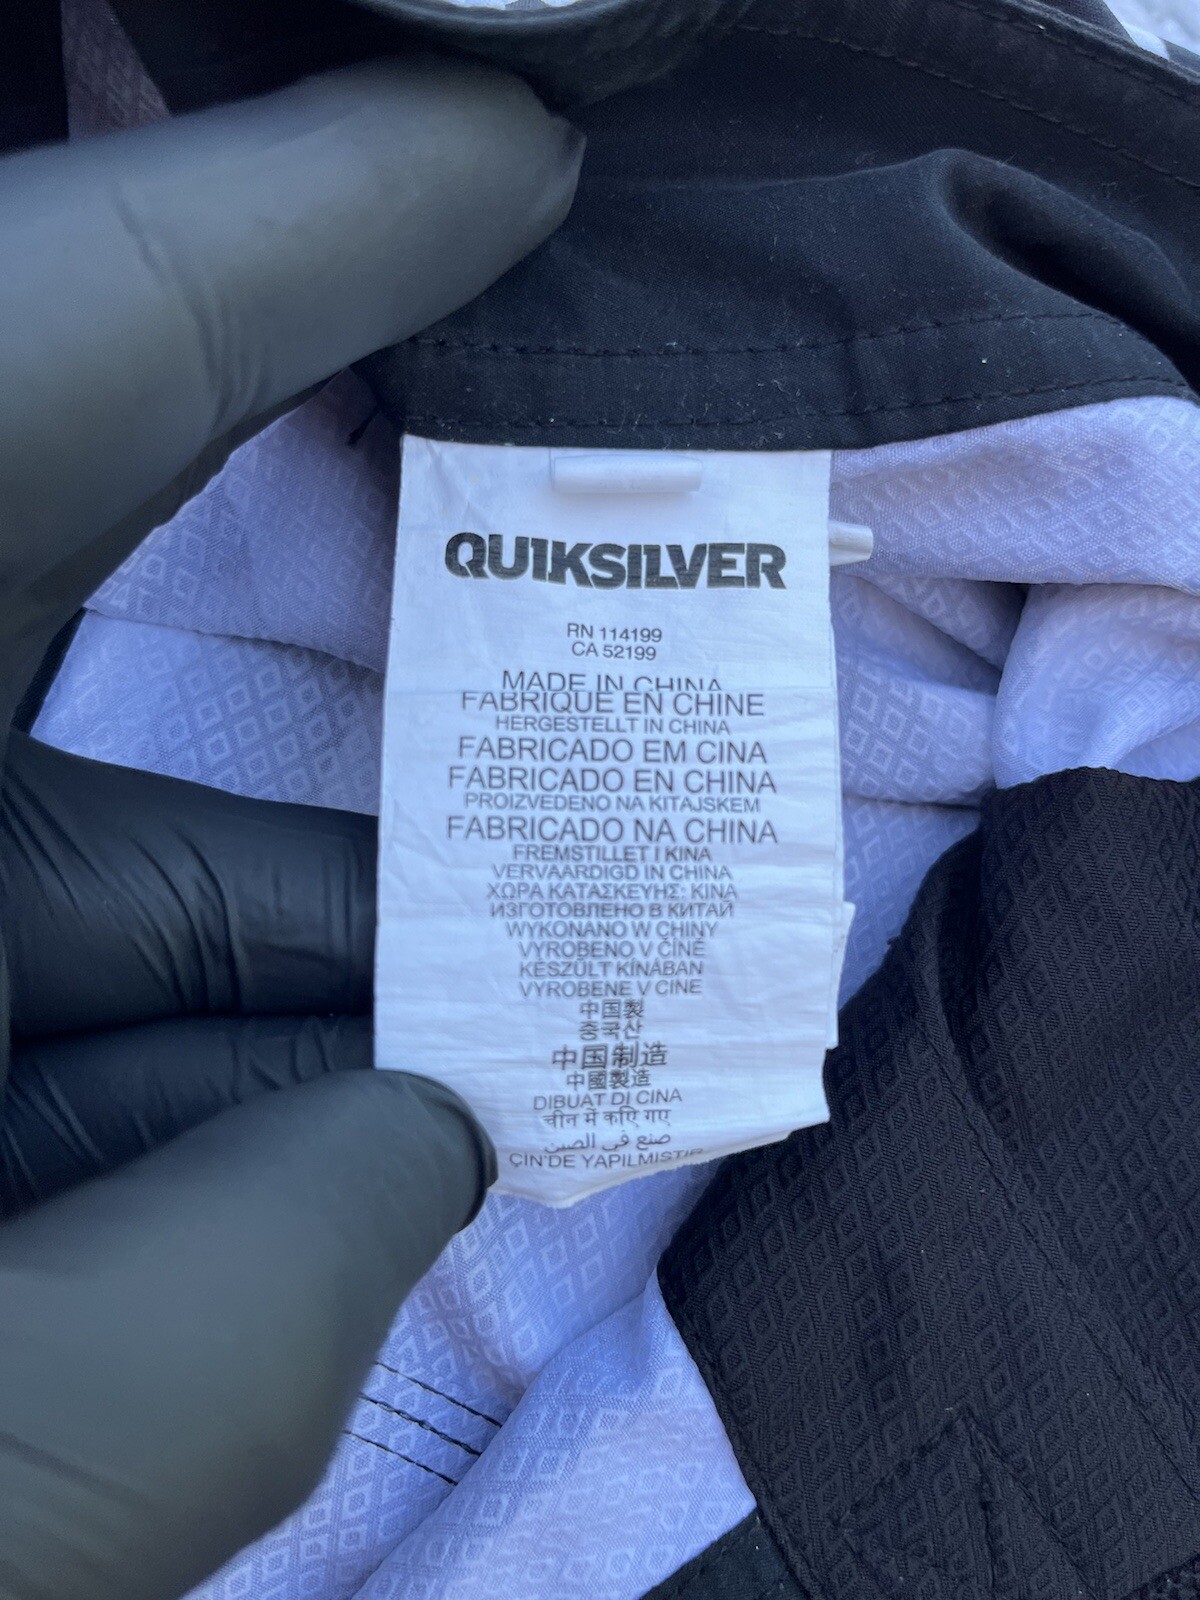 QUIKSILVER
RN 114199
CA 52199
MADE IN CHINA
FABRIQUE EN CHINE
HERGESTELLT IN CHINA
FABRICADO EM CINA
FABRICADO EN CHINA
PROIZVEDENO NA KITAJSKEM
FABRICADO NA CHINA
FREMSTILLET I KINA
VERVAARDIGD IN CHINA
ΧΩΡΑ ΚΑΤΑΣΚΕΥΗΣ: ΚΙΝΑ
ИЗГОТОВЛЕНО В КИТАЙ
WYKONANO W CHINY
VYROBENO V ČÍNĚ
KÉSZÜLT KÍNÁBAN
VYROBENE V CINE
中国製
중국산
中国制造
中國製造
DIBUAT DI CINA
चीन में कएि गए
صنع في الصين
ÇİN'DE YAPILMIŞTIR